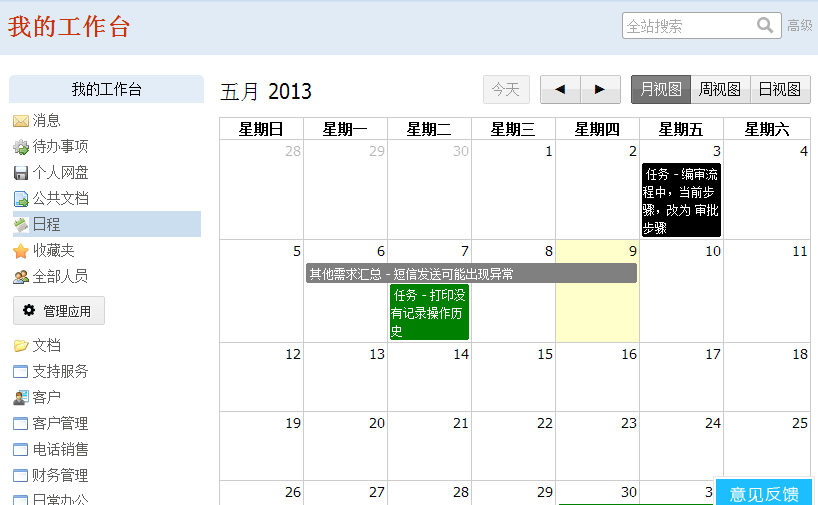 我的工作台
全站搜索
高级
我的工作台
消息
待办事项
个人网盘
公共文档
日程
收藏夹
全部人员
管理应用
文档
支持服务
客户
客户管理
电话销售
财务管理
日常办公
五月 2013
今天
月视图 周视图 日视图
星期日 星期一 星期二 星期三 星期四 星期五 星期六
28 29 30 1 2 3 4
任务 - 编审流
程中，当前步
骤，改为 审批
步骤
5 6 7 8 9 10 11
其他需求汇总 - 短信发送可能出现异常
任务 - 打印没
有记录操作历
史
12 13 14 15 16 17 18
19 20 21 22 23 24 25
26 27 28 29 30
意见反馈